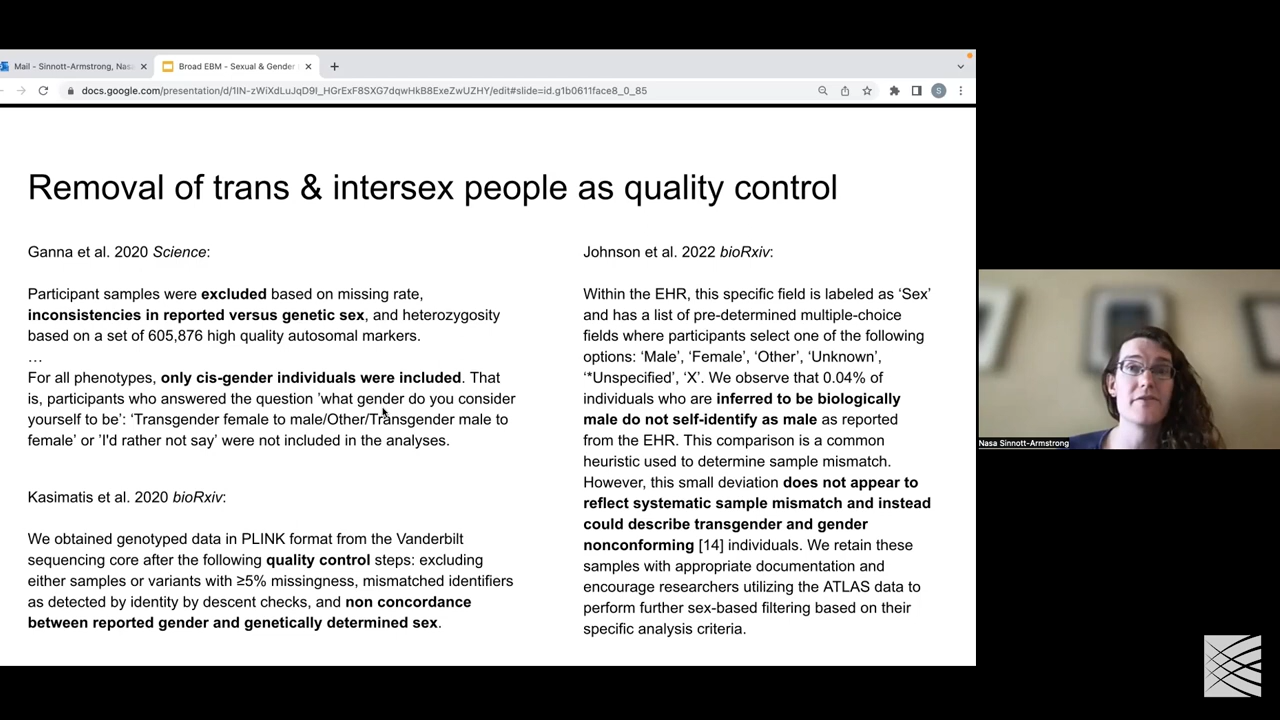 Mail - Sinnott-Armstrong, Nas
Broad EBM - Sexual & Gender
docs.google.com/presentation/d/1IN-zWiXdLuJqD9I_HGrExF8SXG7dqwHkB8ExeZwUZHY/edit#slide=id.g1b0611face8_0_85
S
Removal of trans & intersex people as quality control
Ganna et al. 2020 Science:
Participant samples were excluded based on missing rate,
inconsistencies in reported versus genetic sex, and heterozygosity
based on a set of 605,876 high quality autosomal markers.
…
For all phenotypes, only cis-gender individuals were included. That
is, participants who answered the question 'what gender do you consider
yourself to be': 'Transgender female to male/Other/Transgender male to
female' or 'I'd rather not say' were not included in the analyses.
Kasimatis et al. 2020 bioRxiv:
We obtained genotyped data in PLINK format from the Vanderbilt
sequencing core after the following quality control steps: excluding
either samples or variants with ≥5% missingness, mismatched identifiers
as detected by identity by descent checks, and non concordance
between reported gender and genetically determined sex.
Johnson et al. 2022 bioRxiv:
Within the EHR, this specific field is labeled as 'Sex'
and has a list of pre-determined multiple-choice
fields where participants select one of the following
options: 'Male', 'Female', 'Other', 'Unknown',
'*Unspecified', 'X'. We observe that 0.04% of
individuals who are inferred to be biologically
male do not self-identify as male as reported
from the EHR. This comparison is a common
heuristic used to determine sample mismatch.
However, this small deviation does not appear to
reflect systematic sample mismatch and instead
could describe transgender and gender
nonconforming [14] individuals. We retain these
samples with appropriate documentation and
encourage researchers utilizing the ATLAS data to
perform further sex-based filtering based on their
specific analysis criteria.
Nasa Sinnott-Armstrong